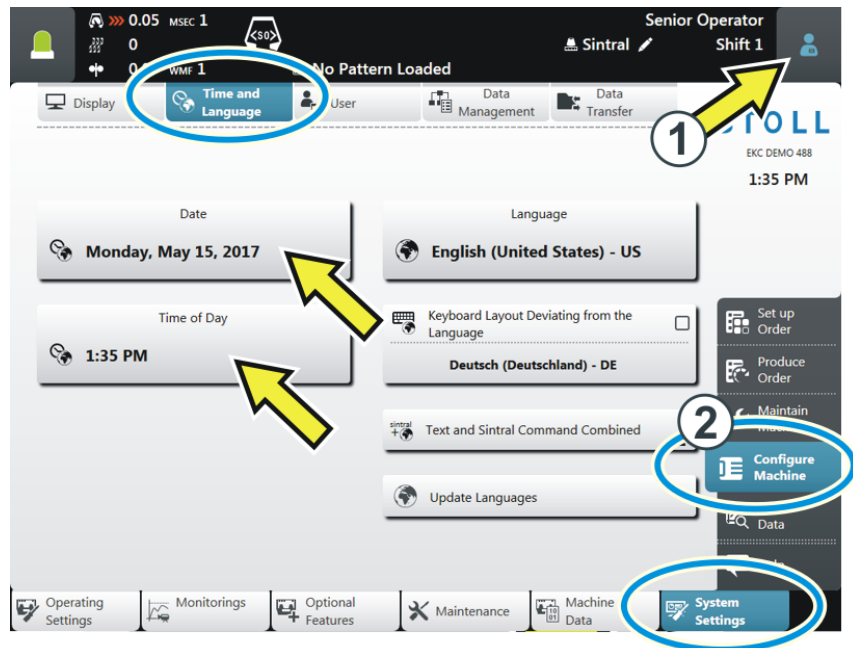 0.05 MSEC 1
Senior Operator
0
<s0>
Sintral
Shift 1
WMF 1
No Pattern Loaded
Display
Time and
Language
User
Data
Management
Data
Transfer
1
STOLL
EKC DEMO 488
1:35 PM
Date
Monday, May 15, 2017
Language
English (United States) - US
Time of Day
1:35 PM
Keyboard Layout Deviating from the
Language
Deutsch (Deutschland) - DE
sintral
Text and Sintral Command Combined
Update Languages
Set up
Order
Produce
Order
Maintain
2
Configure
Machine
Data
Operating
Settings
Monitorings
Optional
Features
Maintenance
Machine
Data
System
Settings